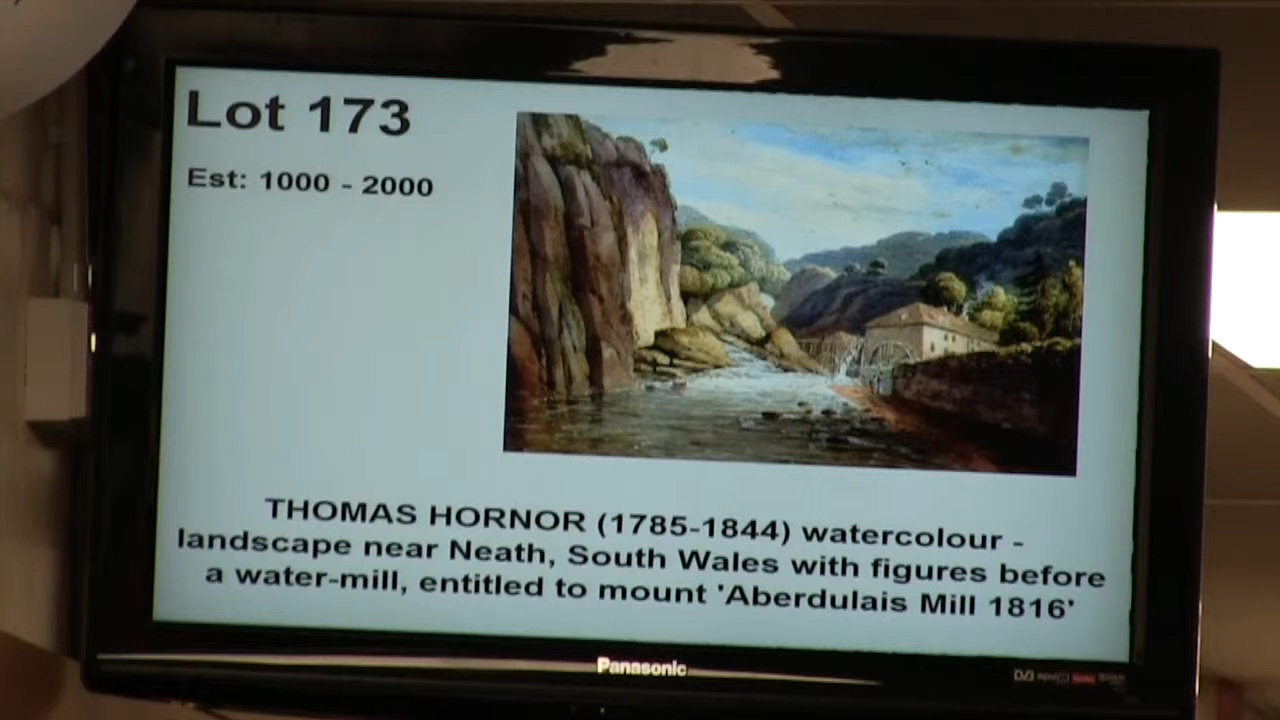 Lot 173
Est: 1000 - 2000
THOMAS HORNOR (1785-1844) watercolour -
landscape near Neath, South Wales with figures before
a water-mill, entitled to mount 'Aberdulais Mill 1816'
Panasonic
DVB